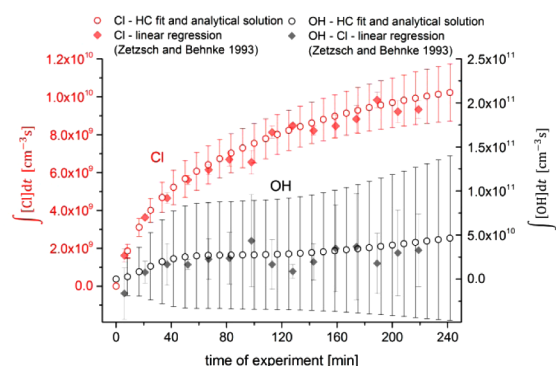 Cl - HC fit and analytical solution
Cl - linear regression
(Zetzsch and Behnke 1993)
OH - HC fit and analytical solution
OH - Cl - linear regression
(Zetzsch and Behnke 1993)
1.2x10¹⁰
1.0x10¹⁰
8.0x10⁹
6.0x10⁹
4.0x10⁹
2.0x10⁹
0.0
∫[Cl]dt [cm⁻³s]
Cl
OH
2.5x10¹¹
2.0x10¹¹
1.5x10¹¹
1.0x10¹¹
5.0x10¹⁰
0.0
∫[OH]dt [cm⁻³s]
0 40 80 120 160 200 240
time of experiment [min]